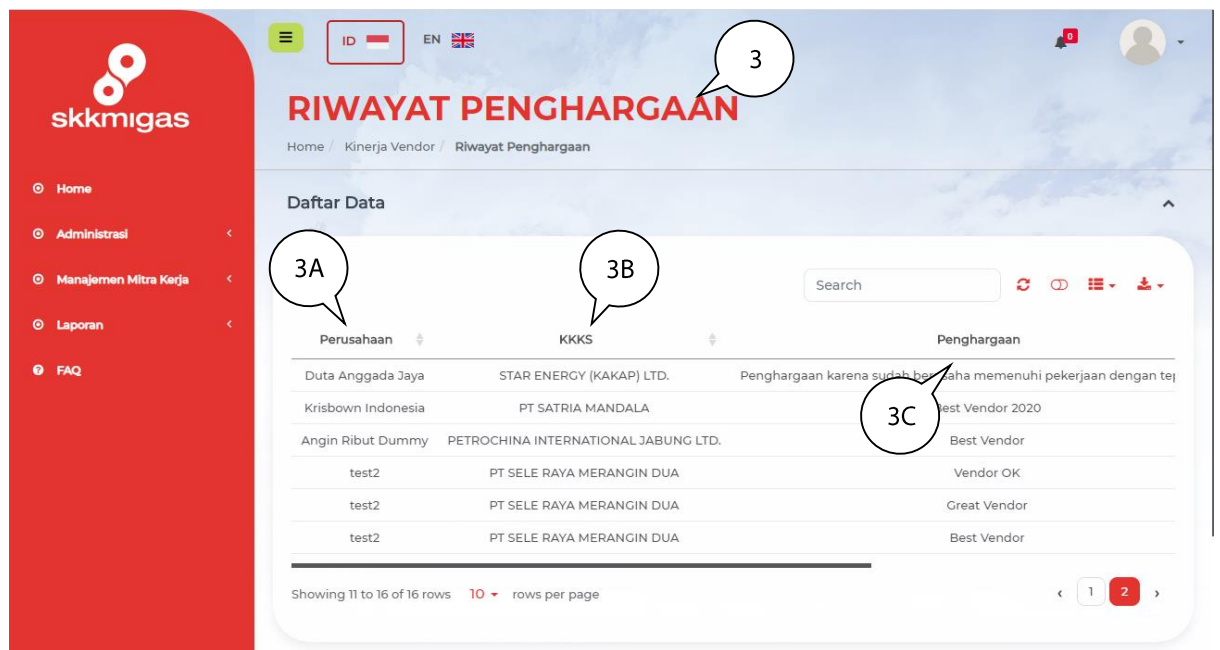 skkmigas
Home
Administrasi
Manajemen Mitra Kerja
Laporan
FAQ
ID EN
0
3
RIWAYAT PENGHARGAAN
Home / Kinerja Vendor / Riwayat Penghargaan
Daftar Data
3A 3B
Search
Perusahaan KKKS Penghargaan
Duta Anggada Jaya STAR ENERGY (KAKAP) LTD. Penghargaan karena sudah memenuhi pekerjaan dengan
Krisbown Indonesia PT SATRIA MANDALA Best Vendor 2020
3C
Angin Ribut Dummy PETROCHINA INTERNATIONAL JABUNG LTD. Best Vendor
test2 PT SELE RAYA MERANGIN DUA Vendor OK
test2 PT SELE RAYA MERANGIN DUA Great Vendor
test2 PT SELE RAYA MERANGIN DUA Best Vendor
Showing 11 to 16 of 16 rows 10 rows per page
‹ 1 2 ›